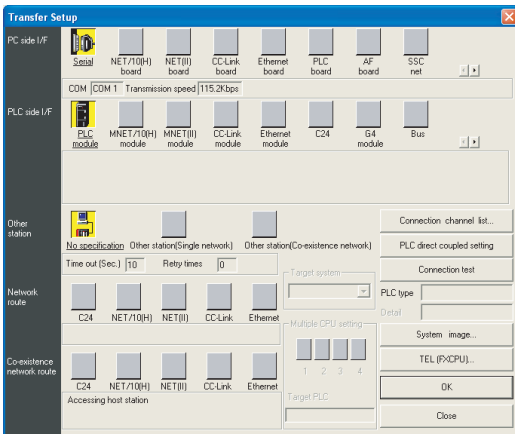 Transfer Setup
PC side I/F
Serial NET/10(H) board NET(II) board CC-Link board Ethernet board PLC board AF board SSC net
COM COM 1 Transmission speed 115.2Kbps
PLC side I/F
PLC module MNET/10(H) module MNET(II) module CC-Link module Ethernet module C24 G4 module Bus
Other station
No specification Other station(Single network) Other station(Co-existence network)
Time out (Sec.) 10 Retry times 0
Target system
Network route
C24 NET/10(H) NET(II) CC-Link Ethernet
Multiple CPU setting
1 2 3 4
Target PLC
Co-existence network route
C24 NET/10(H) NET(II) CC-Link Ethernet
Accessing host station
Connection channel list...
PLC direct coupled setting
Connection test
PLC type
Detail
System image...
TEL (FXCPU)...
OK
Close